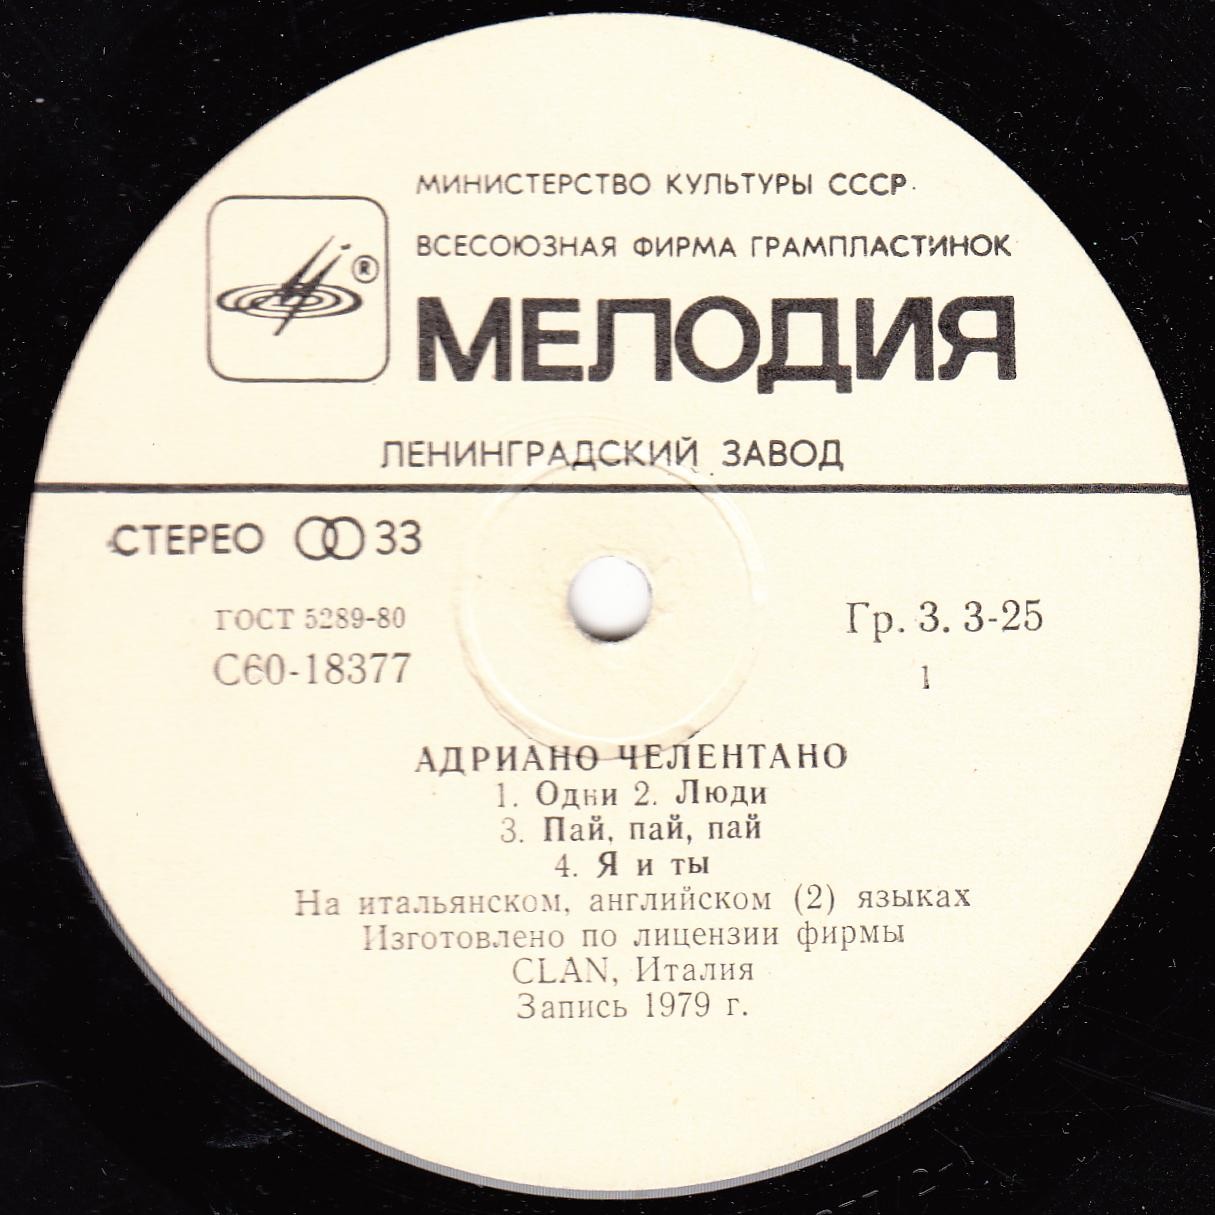 МИНИСТЕРСТВО КУЛЬТУРЫ СССР
ВСЕСОЮЗНАЯ ФИРМА ГРАМПЛАСТИНОК
®
МЕЛОДИЯ
ЛЕНИНГРАДСКИЙ ЗАВОД
СТЕРЕО 33
ГОСТ 5289-80
С60-18377
Гр. 3. 3-25
1
АДРИАНО ЧЕЛЕНТАНО
1. Одни 2. Люди
3. Пай, пай, пай
4. Я и ты
На итальянском, английском (2) языках
Изготовлено по лицензии фирмы
CLAN, Италия
Запись 1979 г.